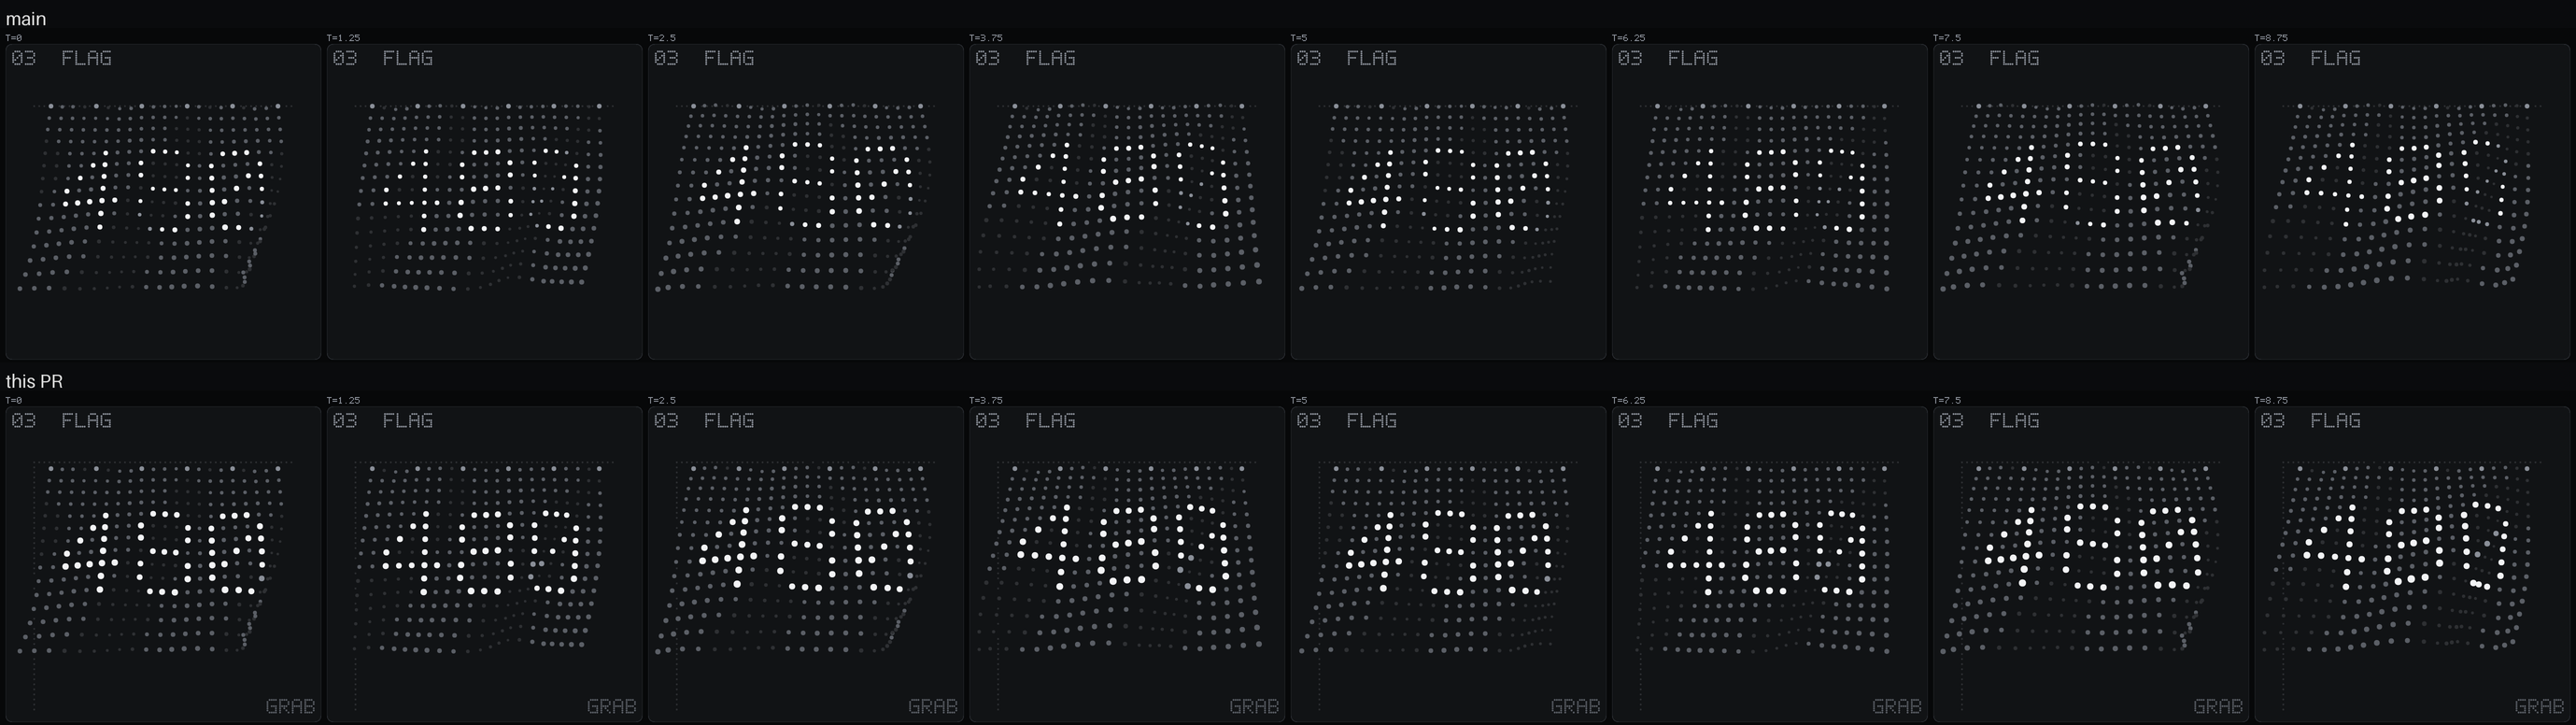 main
T=0 T=1.25 T=2.5 T=3.75 T=5 T=6.25 T=7.5 T=8.75
03 FLAG 03 FLAG 03 FLAG 03 FLAG 03 FLAG 03 FLAG 03 FLAG 03 FLAG
this PR
T=0 T=1.25 T=2.5 T=3.75 T=5 T=6.25 T=7.5 T=8.75
03 FLAG 03 FLAG 03 FLAG 03 FLAG 03 FLAG 03 FLAG 03 FLAG 03 FLAG
GRAB GRAB GRAB GRAB GRAB GRAB GRAB GRAB